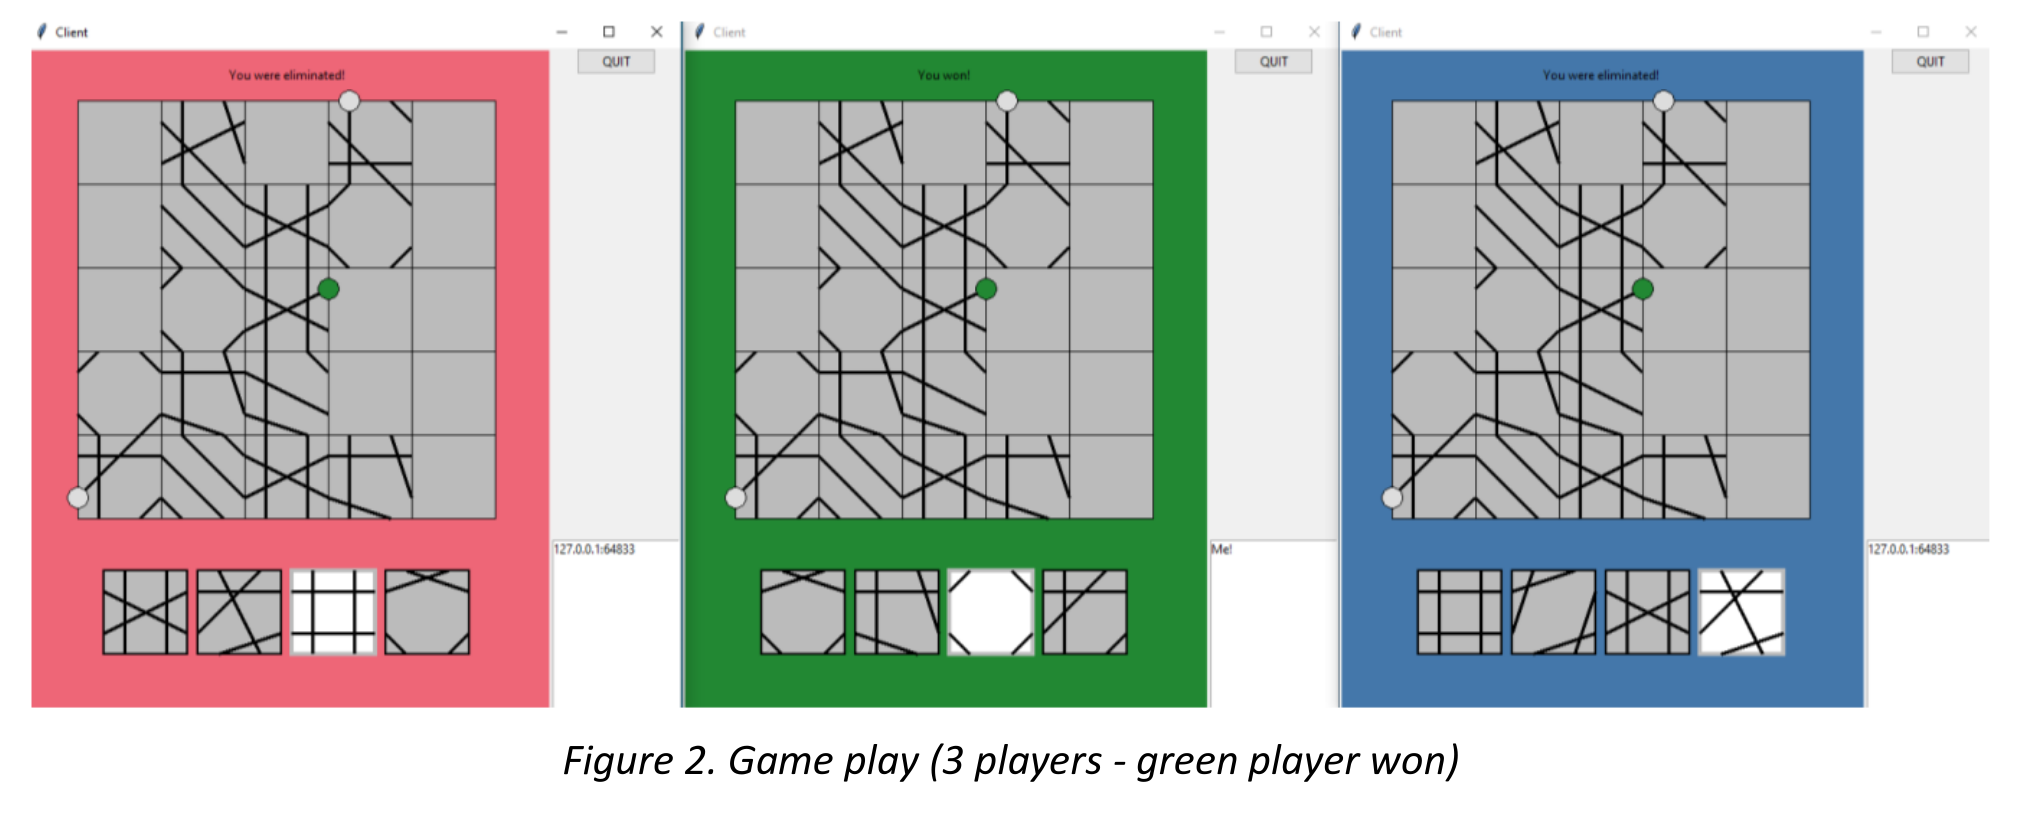 Client
QUIT
You were eliminated!
127.0.0.1:64833
Client
QUIT
You won!
Me!
Client
QUIT
You were eliminated!
127.0.0.1:64833
Figure 2. Game play (3 players - green player won)